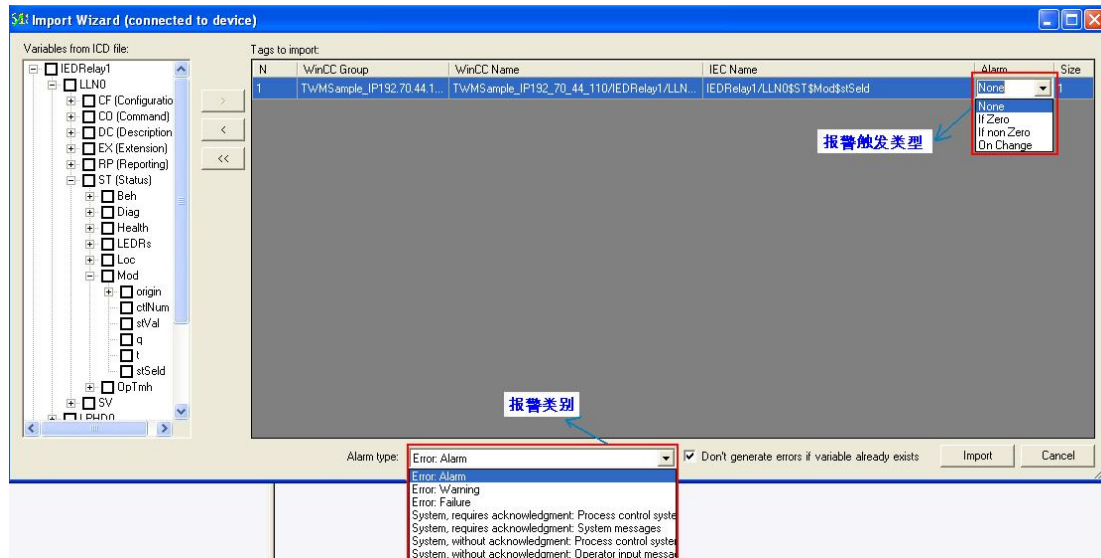 Import Wizard (connected to device)
Variables from ICD file:
Tags to import:
IEDRelay1
LLN0
CF (Configuratio
CO (Command)
DC (Description
EX (Extension)
RP (Reporting)
ST (Status)
Beh
Diag
Health
LEDRs
Loc
Mod
origin
ctlNum
stVal
q
t
stSeld
OpTmh
SV
LPHD0
>
<
<<
N WinCC Group WinCC Name IEC Name Alarm Size
1 TWMSample_IP192.70.44.1... TWMSample_IP192_70_44_110/IEDRelay1/LLN... IEDRelay1/LLN0$ST$Mod$stSeld None 1
None
If Zero
If non Zero
On Change
报警触发类型
报警类别
Alarm type: Error: Alarm Don't generate errors if variable already exists Import Cancel
Error: Alarm
Error: Warning
Error: Failure
System, requires acknowledgment: Process control syste
System, requires acknowledgment: System messages
System, without acknowledgment: Process control system
System, without acknowledgment: Operator input messa